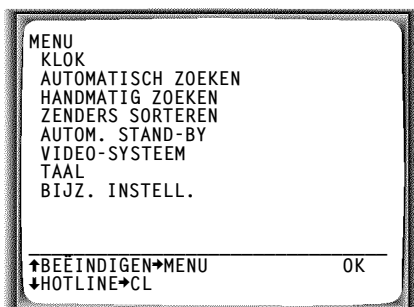 MENU
KLOK
AUTOMATISCH ZOEKEN
HANDMATIG ZOEKEN
ZENDERS SORTEREN
AUTOM. STAND-BY
VIDEO-SYSTEEM
TAAL
BIJZ. INSTELL.
↑BEËINDIGEN→MENU OK
↓HOTLINE→CL